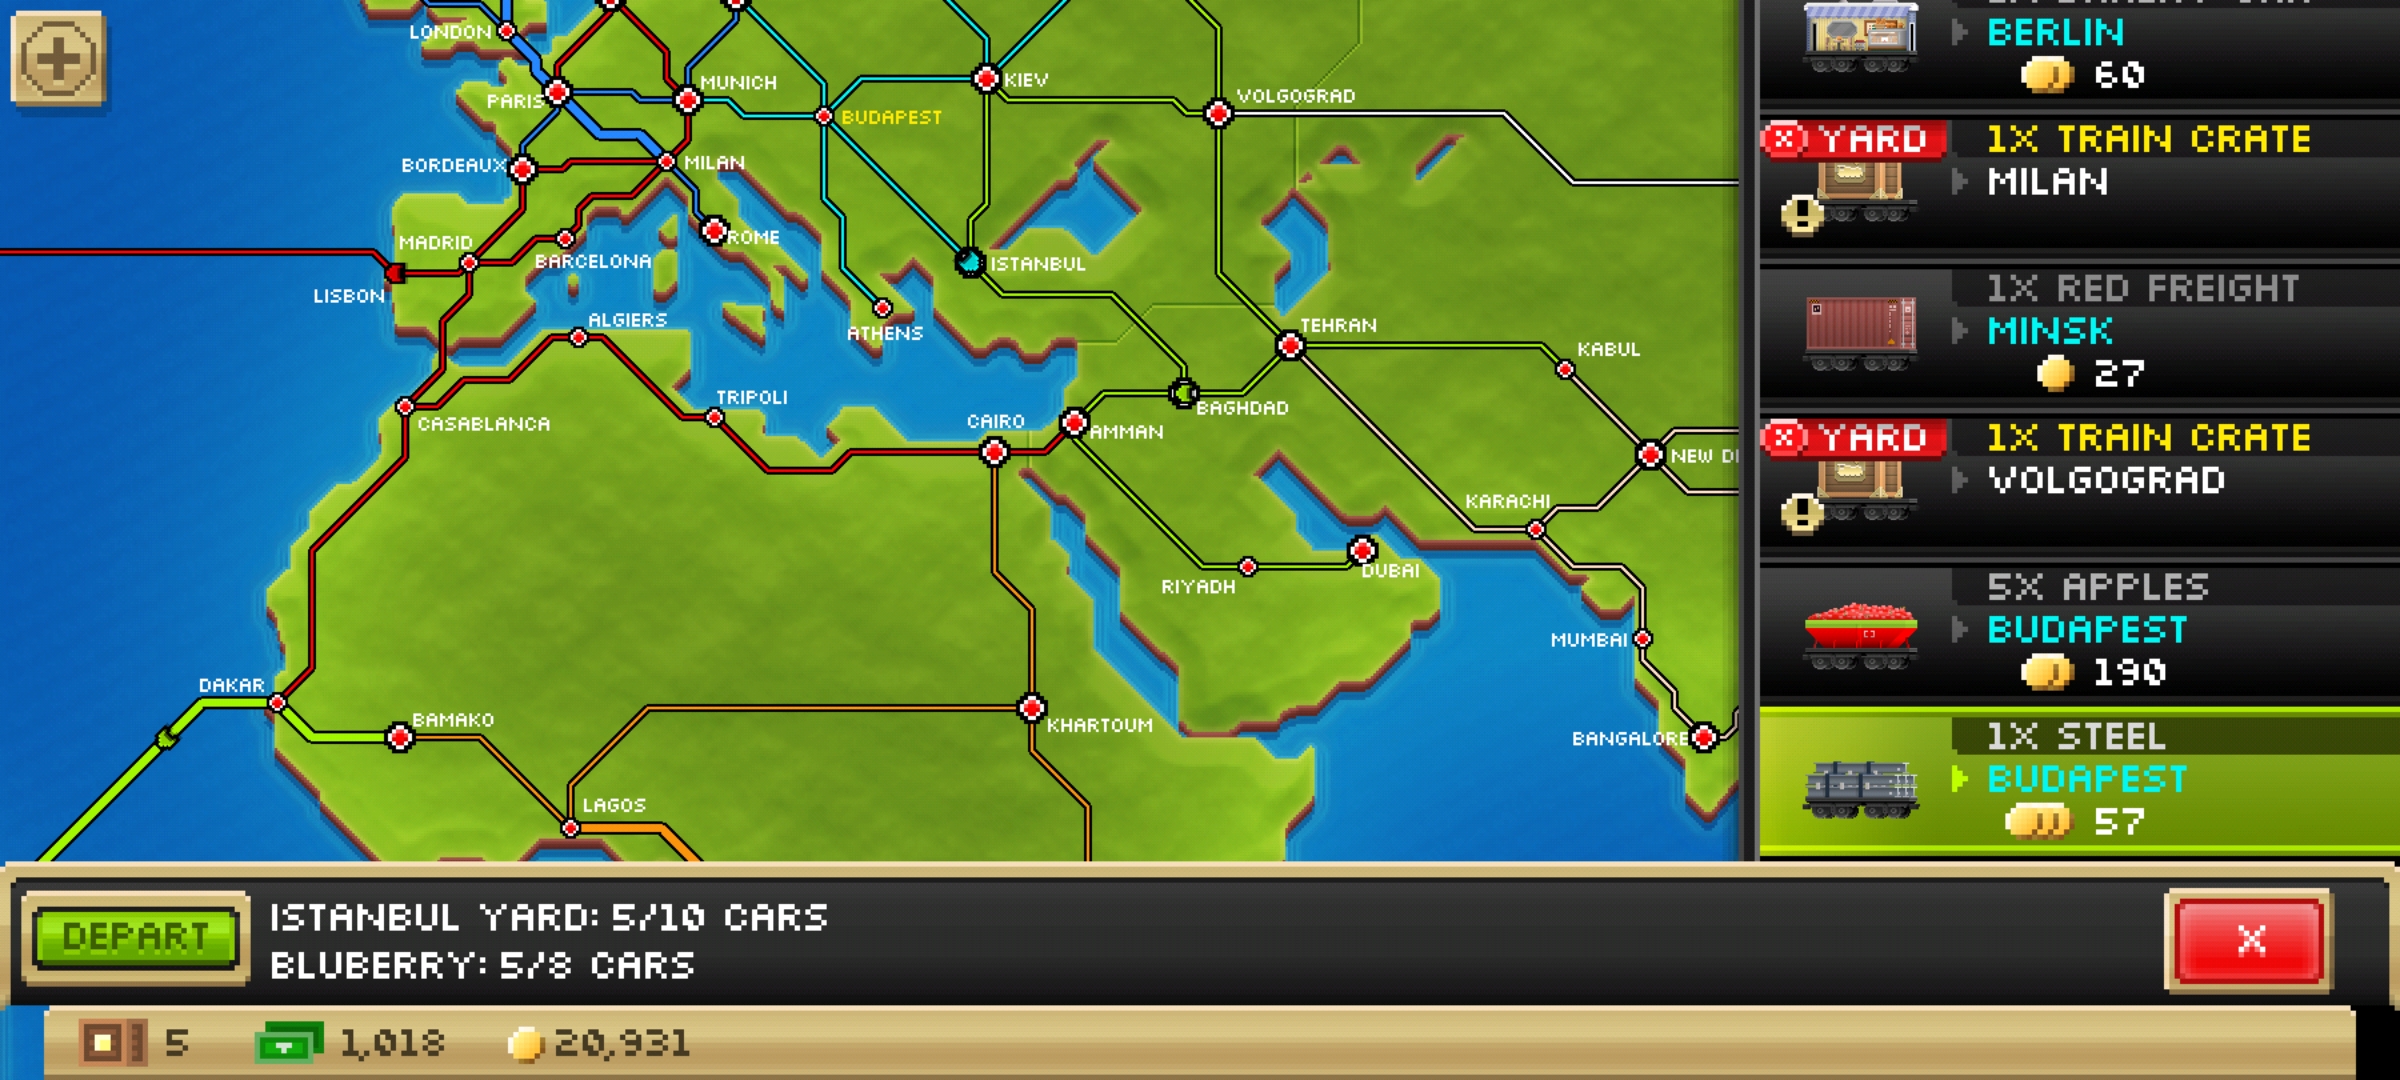 LONDON
PARIS
MUNICH
BUDAPEST
KIEV
VOLGOGRAD
BORDEAUX
MILAN
MADRID
BARCELONA
ROME
ISTANBUL
LISBON
ALGIERS
ATHENS
TEHRAN
KABUL
TRIPOLI
CASABLANCA
CAIRO
AMMAN
BAGHDAD
NEW D
KARACHI
RIYADH
DUBAI
MUMBAI
DAKAR
BAMAKO
KHARTOUM
BANGALORE
LAGOS
BERLIN
60
YARD
1X TRAIN CRATE
MILAN
1X RED FREIGHT
MINSK
27
YARD
1X TRAIN CRATE
VOLGOGRAD
5X APPLES
BUDAPEST
190
1X STEEL
BUDAPEST
57
DEPART
ISTANBUL YARD: 5/10 CARS
BLUBERRY: 5/8 CARS
X
5
1,018
20,931